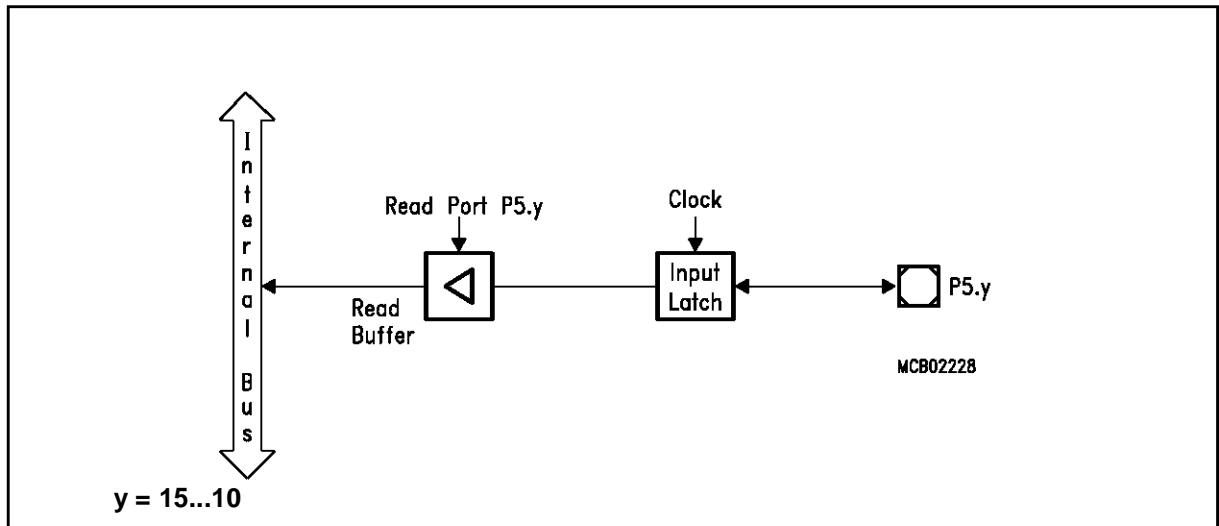 Internal Bus
Read Port P5.y
Clock
Input
Latch
P5.y
Read
Buffer
MCB02228
y = 15...10